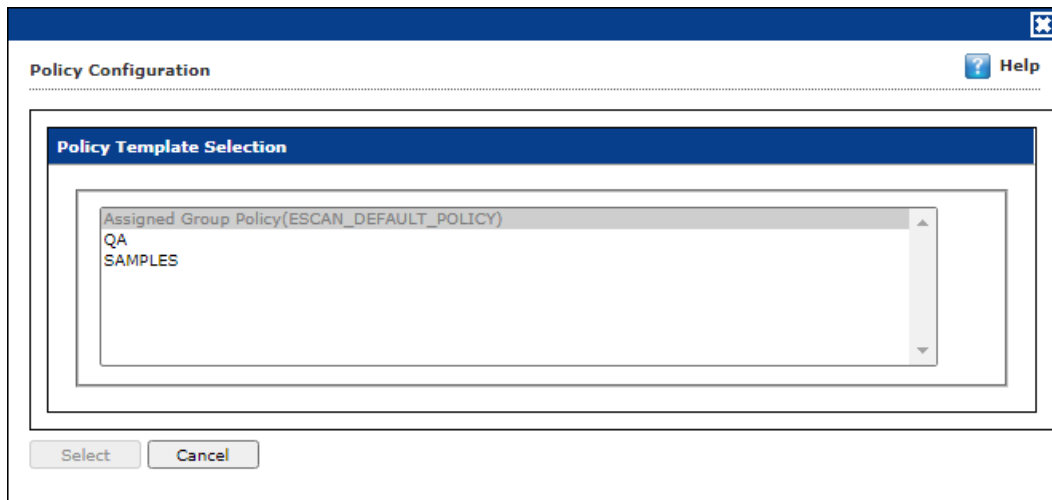 Policy Configuration
Help
Policy Template Selection
Assigned Group Policy(ESCAN_DEFAULT_POLICY)
QA
SAMPLES
Select
Cancel